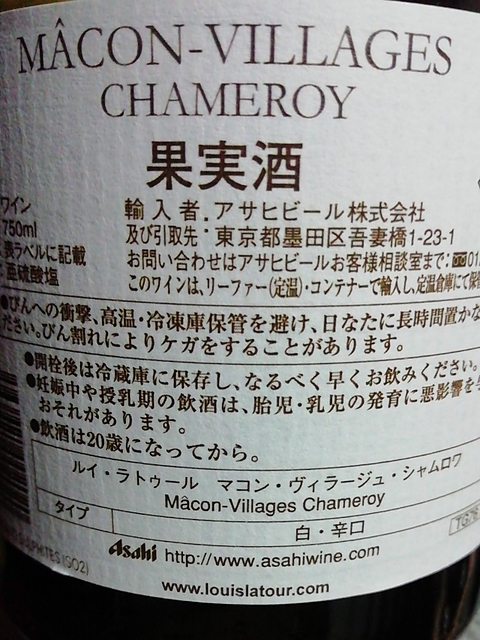 MÂCON-VILLAGES
CHAMEROY
果実酒
ワイン
750ml
表ラベルに記載
亜硫酸塩
輸入者:アサヒビール株式会社
及び引取先:東京都墨田区吾妻橋1-23-1
お問い合わせはアサヒビールお客様相談室まで:
このワインは、リーファー(定温)・コンテナーで輸入し、定温倉庫にて保
●びんへの衝撃、高温・冷凍庫保管を避け、日なたに長時間置かな
ださい。びん割れによりケガをすることがあります。
●開栓後は冷蔵庫に保存し、なるべく早くお飲みください。
●妊娠中や授乳期の飲酒は、胎児・乳児の発育に悪影響を与
おそれがあります。
●飲酒は20歳になってから。
ルイ・ラトゥール マコン・ヴィラージュ・シャムロワ
Mâcon-Villages Chameroy
タイプ 白・辛口
SULPHITES (SO2)
Asahi http://www.asahiwine.com
www.louislatour.com